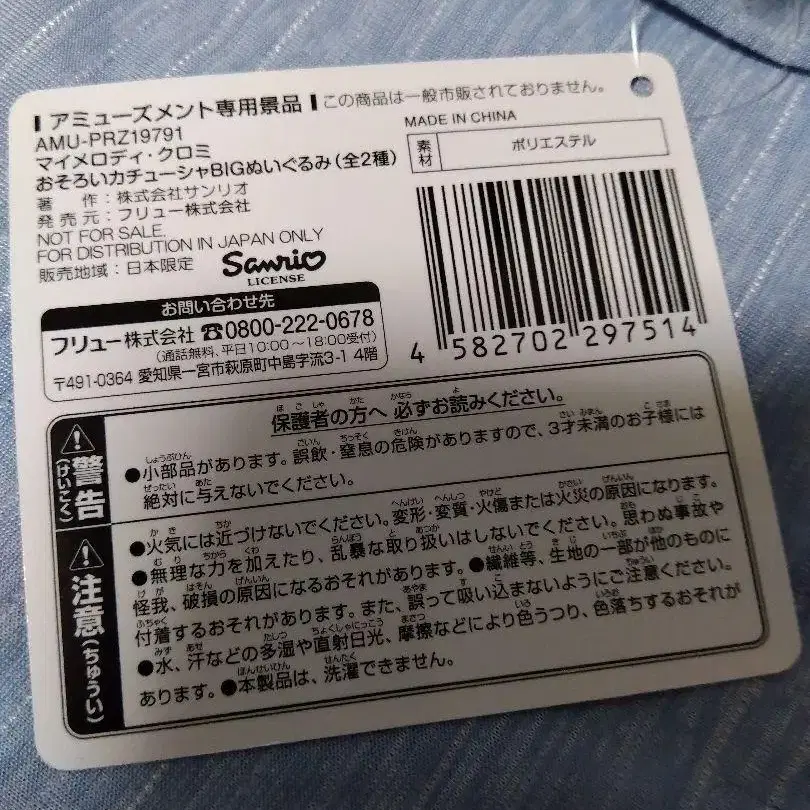 アミューズメント専用景品 この商品は一般市販されておりません。
AMU-PRZ19791
マイメロディ・クロミ
おそろいカチューシャBIGぬいぐるみ(全2種)
著　作:株式会社サンリオ
発売元:フリュー株式会社
NOT FOR SALE.
FOR DISTRIBUTION IN JAPAN ONLY
販売地域:日本限定
Sanrio
LICENSE
MADE IN CHINA
素材 ポリエステル
4 582702 297514
お問い合わせ先
フリュー株式会社 ☎0800-222-0678
(通話無料、平日10:00〜18:00受付)
〒491-0364 愛知県一宮市萩原町中島字流3-1 4階
警告(けいこく)
保護者の方へ 必ずお読みください。
●小部品があります。誤飲・窒息の危険がありますので、3才未満のお子様には
絶対に与えないでください。
注意(ちゅうい)
●火気には近づけないでください。変形・変質・火傷または火災の原因になります。
●無理な力を加えたり、乱暴な取り扱いはしないでください。思わぬ事故や
怪我、破損の原因になるおそれがあります。●繊維等、生地の一部が他のものに
付着するおそれがあります。また、誤って吸い込まないようにご注意ください。
●水、汗などの多湿や直射日光、摩擦などにより色うつり、色落ちするおそれが
あります。●本製品は、洗濯できません。